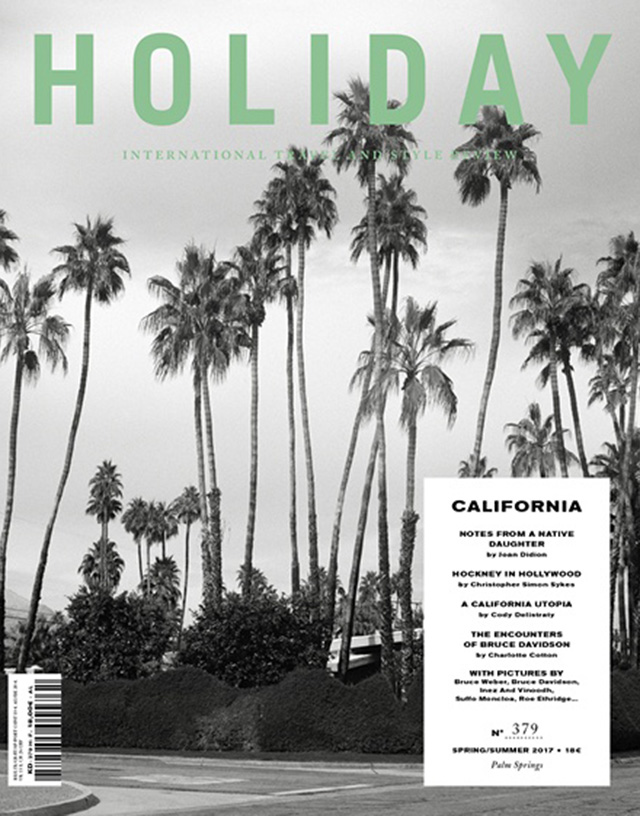 HOLIDAY
INTERNATIONAL TRAVEL AND STYLE REVIEW
CALIFORNIA
NOTES FROM A NATIVE
DAUGHTER
by Joan Didion
HOCKNEY IN HOLLYWOOD
by Christopher Simon Sykes
A CALIFORNIA UTOPIA
by Cody Delistraty
THE ENCOUNTERS
OF BRUCE DAVIDSON
by Charlotte Cotton
WITH PICTURES BY
Bruce Weber, Bruce Davidson,
Inez And Vinoodh,
Suffo Moncloa, Roe Ethridge...
N° 379
SPRING/SUMMER 2017 • 18€
Palm Springs